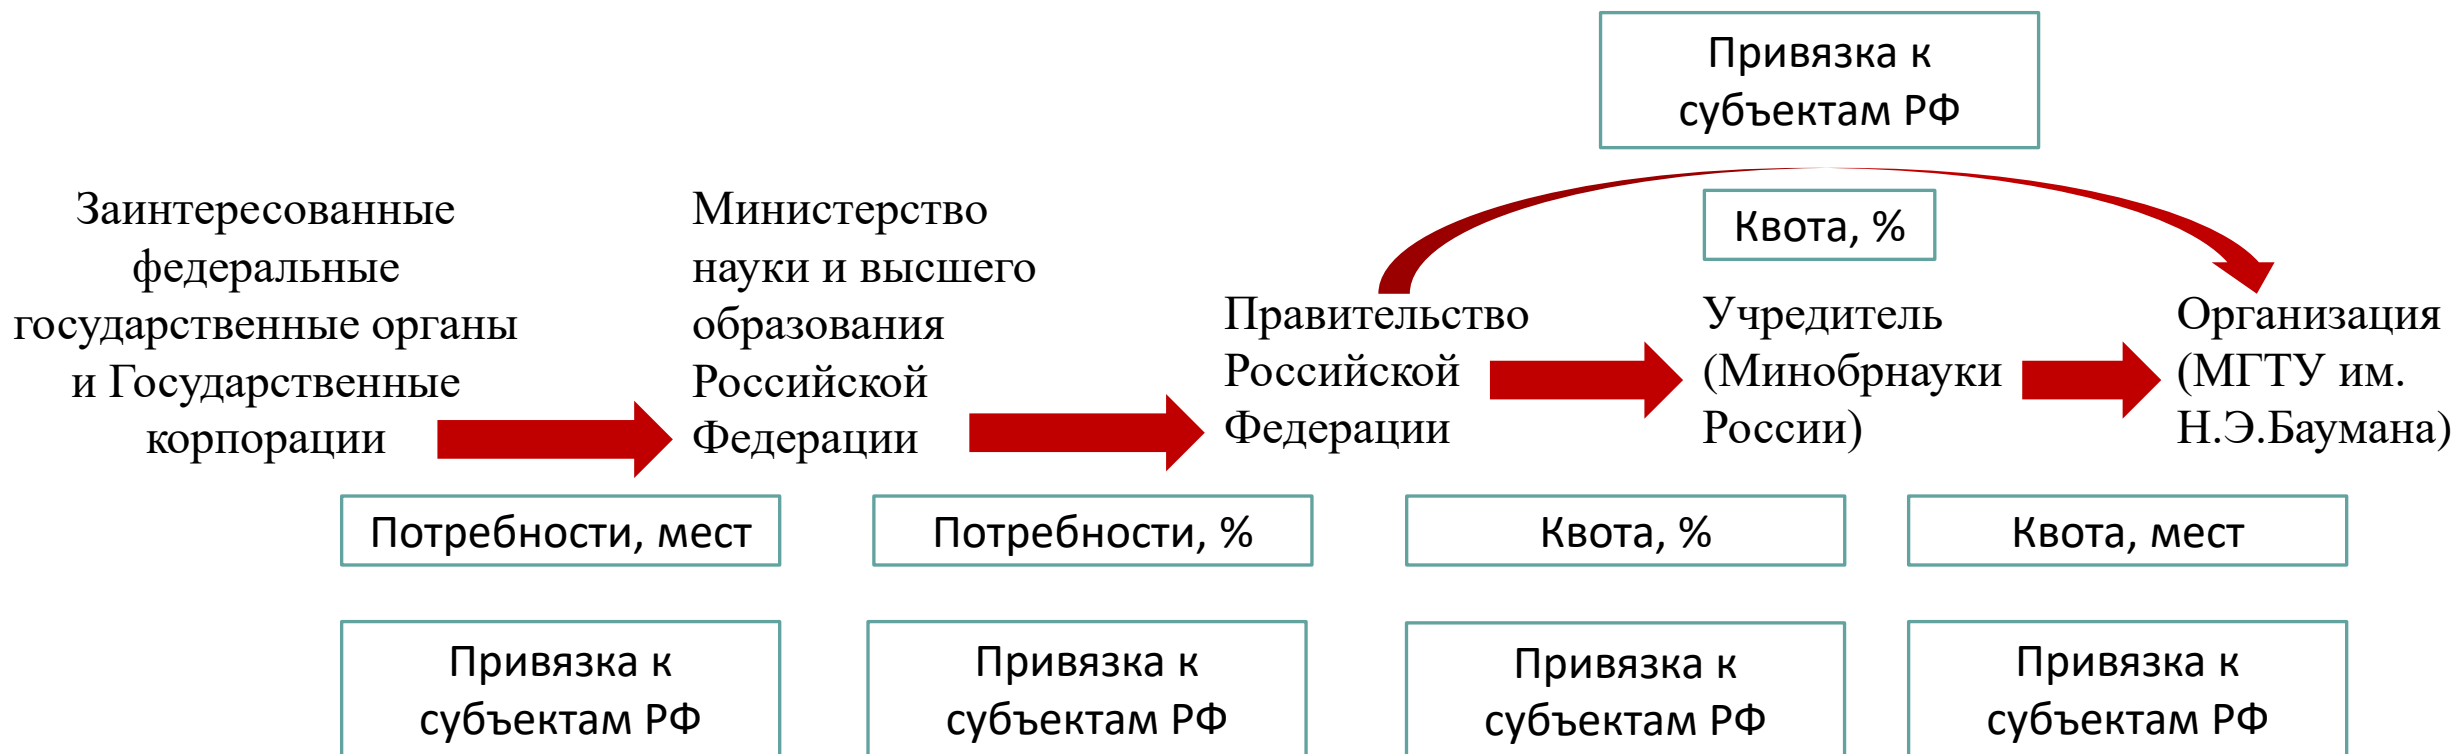 Привязка к
субъектам РФ
Квота, %
Заинтересованные
федеральные
государственные органы
и Государственные
корпорации
Министерство
науки и высшего
образования
Российской
Федерации
Правительство
Российской
Федерации
Учредитель
(Минобрнауки
России)
Организация
(МГТУ им.
Н.Э.Баумана)
Потребности, мест
Потребности, %
Квота, %
Квота, мест
Привязка к
субъектам РФ
Привязка к
субъектам РФ
Привязка к
субъектам РФ
Привязка к
субъектам РФ